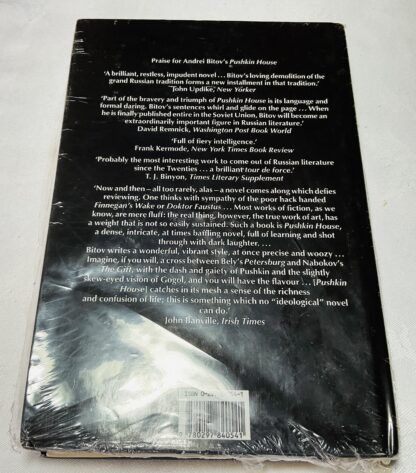 Praise for Andrei Bitov's Pushkin House
'A brilliant, restless, impudent novel ... Bitov's loving demolition of the
grand Russian tradition forms a new installment in that tradition.'
John Updike, New Yorker
'Part of the bravery and triumph of Pushkin House is its language and
formal daring. Bitov's sentences whirl and glide on the page ... When
he is finally published entire in the Soviet Union, Bitov will become an
extraordinarily important figure in Russian literature.'
David Remnick, Washington Post Book World
'Full of fiery intelligence.'
Frank Kermode, New York Times Book Review
'Probably the most interesting work to come out of Russian literature
since the Twenties ... a brilliant tour de force.'
T. J. Binyon, Times Literary Supplement
'Now and then – all too rarely, alas – a novel comes along which defies
reviewing. One thinks with sympathy of the poor hack handed
Finnegan's Wake or Doktor Faustus ... Most works of fiction, as we
know, are mere fluff: the real thing, however, the true work of art, has
a weight that is not so easily sustained. Such a book is Pushkin House,
a dense, intricate, at times baffling novel, full of learning and shot
through with dark laughter. ...
Bitov writes a wonderful, vibrant style, at once precise and woozy ...
Imagine, if you will, a cross between Bely's Petersburg and Nabokov's
The Gift, with the dash and gaiety of Pushkin and the slightly
skew-eyed vision of Gogol, and you will have the flavour ... [Pushkin
House] catches in its mesh a sense of the richness
and confusion of life; this is something which no "ideological" novel
can do.'
John Banville, Irish Times
ISBN
9780297840541